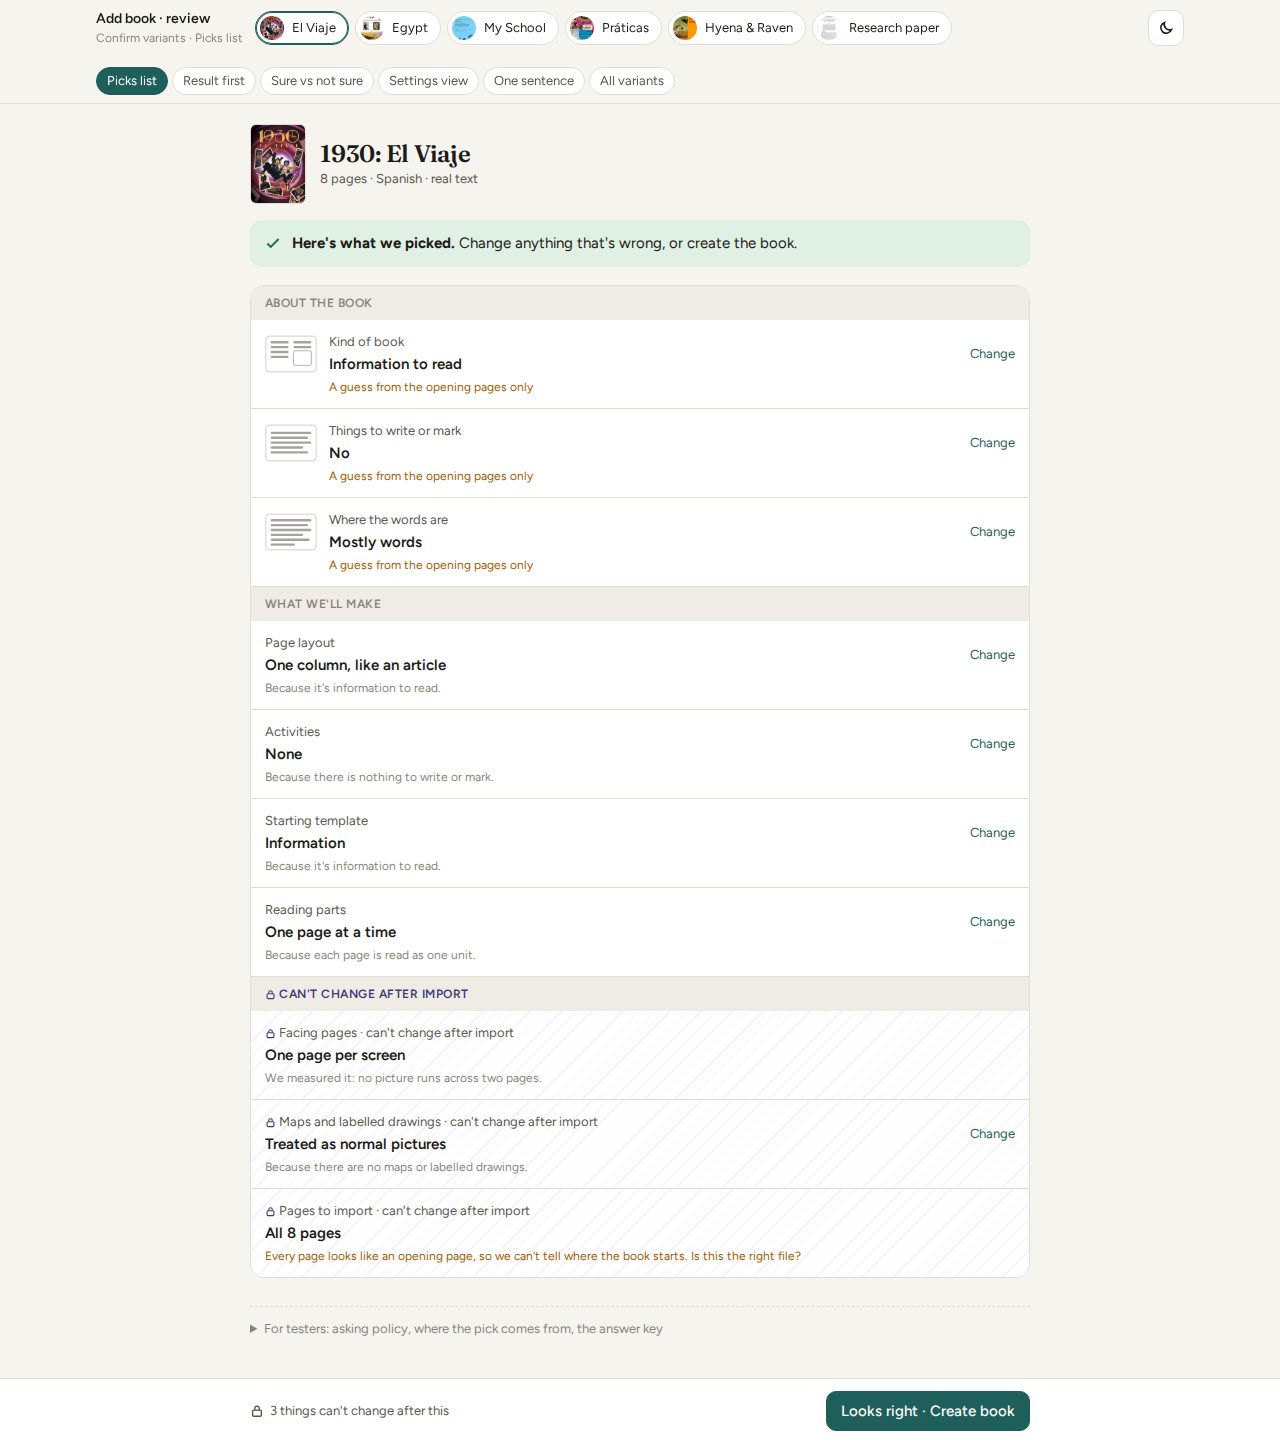 Add book · review
Confirm variants · Picks list
El Viaje
Egypt
My School
Práticas
Hyena & Raven
Research paper
Picks list
Result first
Sure vs not sure
Settings view
One sentence
All variants
1930
1930: El Viaje
8 pages · Spanish · real text
Here's what we picked. Change anything that's wrong, or create the book.
ABOUT THE BOOK
Kind of book
Information to read
A guess from the opening pages only
Change
Things to write or mark
No
A guess from the opening pages only
Change
Where the words are
Mostly words
A guess from the opening pages only
Change
WHAT WE'LL MAKE
Page layout
One column, like an article
Because it's information to read.
Change
Activities
None
Because there is nothing to write or mark.
Change
Starting template
Information
Because it's information to read.
Change
Reading parts
One page at a time
Because each page is read as one unit.
Change
CAN'T CHANGE AFTER IMPORT
Facing pages · can't change after import
One page per screen
We measured it: no picture runs across two pages.
Maps and labelled drawings · can't change after import
Treated as normal pictures
Because there are no maps or labelled drawings.
Change
Pages to import · can't change after import
All 8 pages
Every page looks like an opening page, so we can't tell where the book starts. Is this the right file?
For testers: asking policy, where the pick comes from, the answer key
3 things can't change after this
Looks right · Create book